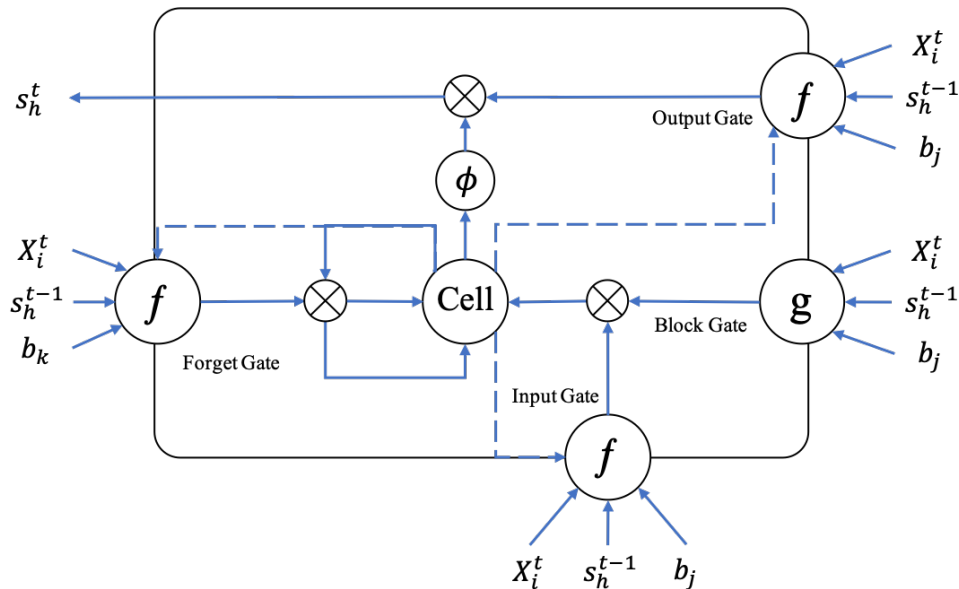 X_i^t
s_h^t
f
s_h^{t-1}
Output Gate
b_j
ϕ
X_i^t
X_i^t
s_h^{t-1}
f
Cell
g
s_h^{t-1}
Block Gate
b_k
b_j
Forget Gate
Input Gate
f
X_i^t
s_h^{t-1}
b_j